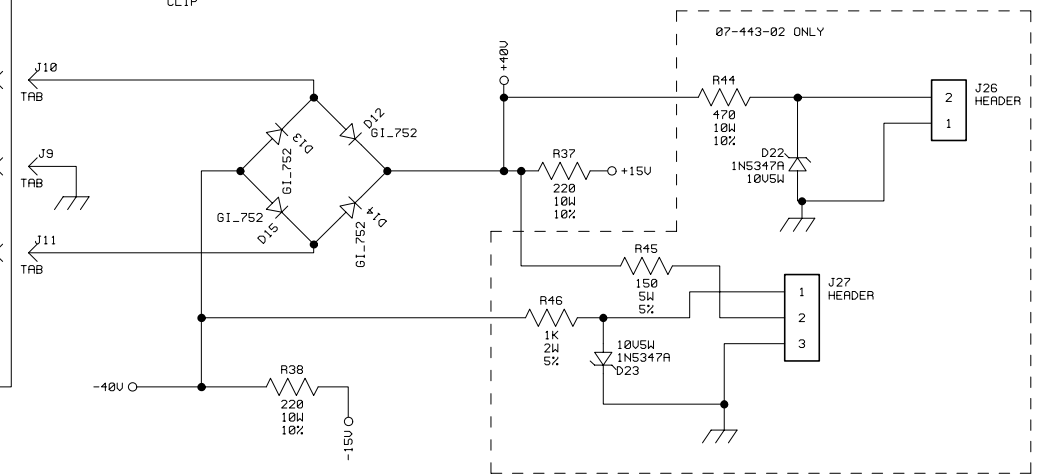 CLIP
07-443-02 ONLY
J10
TAB
J9
TAB
J11
TAB
+40V
D13
GI_752
D12
GI_752
GI_752
D15
D14
GI_752
R37
220
10W
10%
+15V
R44
470
10W
10%
D22
1N5347A
10V5W
2
1
J26
HEADER
R45
150
5W
5%
R46
1K
2W
5%
10V5W
1N5347A
D23
1
2
3
J27
HEADER
-40V
R38
220
10W
10%
-15V